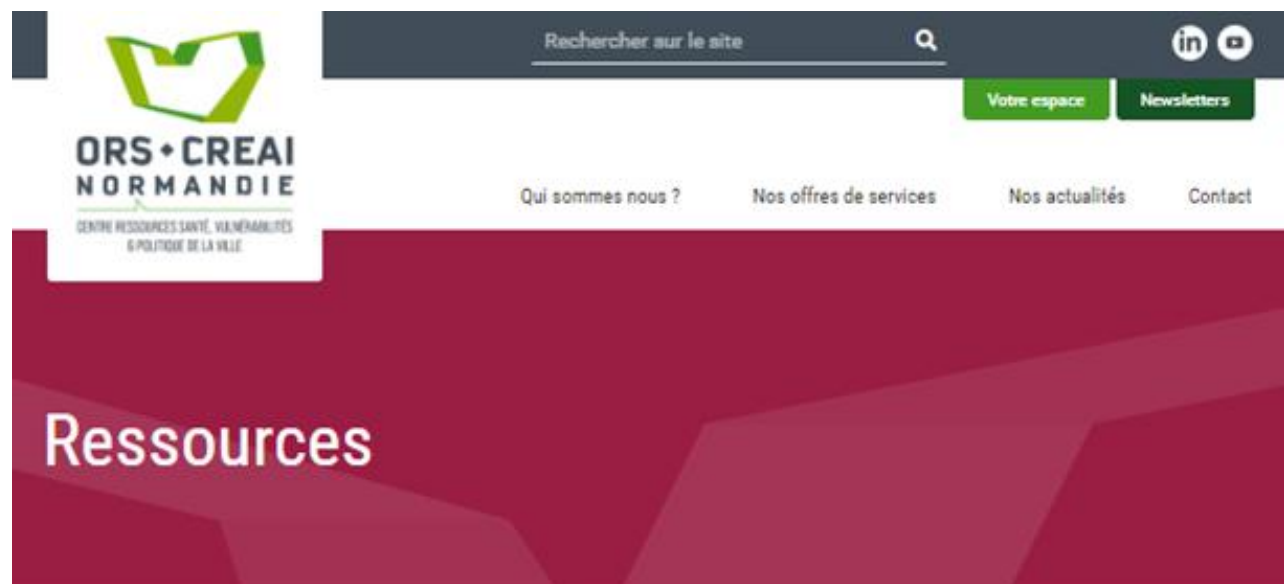 Rechercher sur le site
Votre espace
Newsletters
ORS CREAI
NORMANDIE
CENTRE RESSOURCES SANTÉ, VULNÉRABILITÉS
& POLITIQUE DE LA VILLE
Qui sommes nous ?
Nos offres de services
Nos actualités
Contact
Ressources